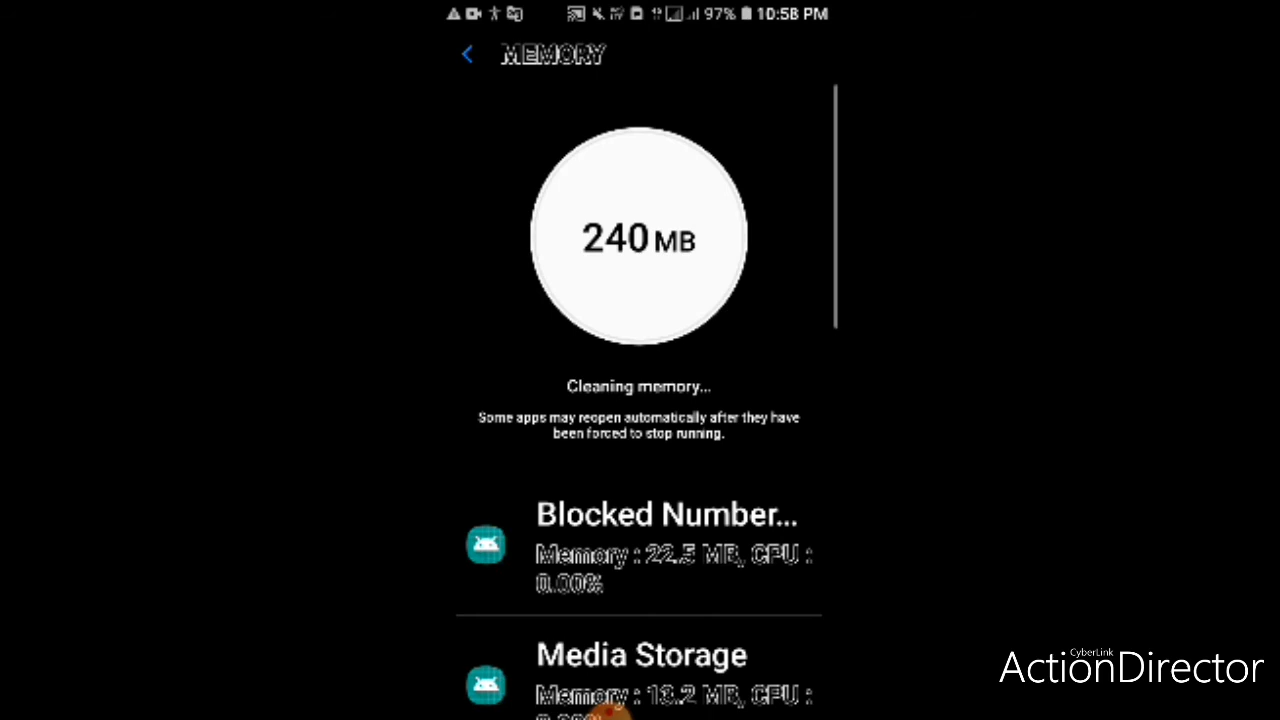 97% 10:58 PM
MEMORY
240 MB
Cleaning memory...
Some apps may reopen automatically after they have
been forced to stop running.
Blocked Number...
Memory : 22.5 MB, CPU :
0.00%
Media Storage
Memory : 13.2 MB, CPU :
CyberLink
ActionDirector